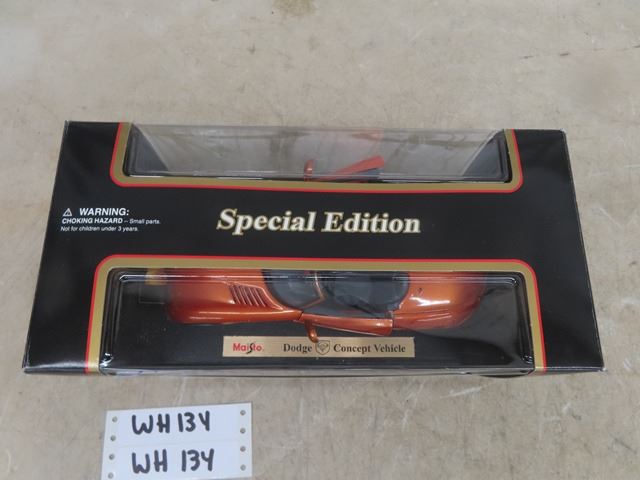 WARNING:
CHOKING HAZARD – Small parts.
Not for children under 3 years.
Special Edition
Maisto Dodge Concept Vehicle
WH 134
WH 134